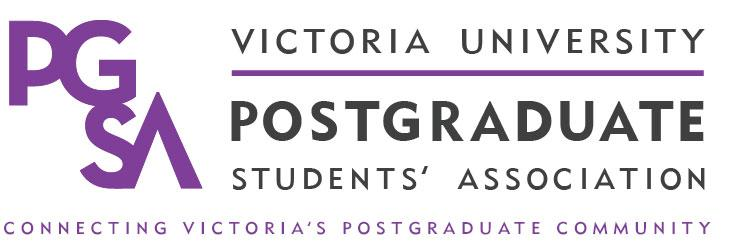 PG
SA
VICTORIA UNIVERSITY
POSTGRADUATE
STUDENTS' ASSOCIATION
CONNECTING VICTORIA'S POSTGRADUATE COMMUNITY